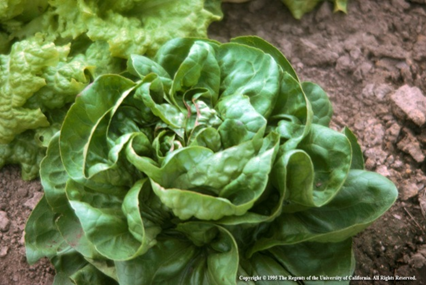 Copyright © 1995 The Regents of the University of California. All Rights Reserved.